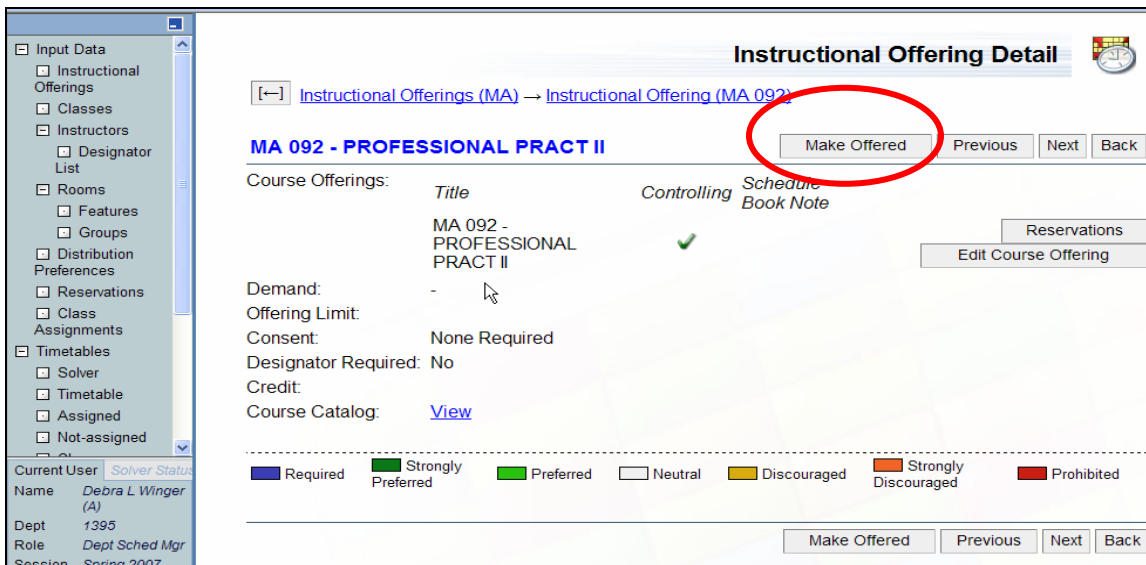 Input Data
Instructional
Offerings
Classes
Instructors
Designator
List
Rooms
Features
Groups
Distribution
Preferences
Reservations
Class
Assignments
Timetables
Solver
Timetable
Assigned
Not-assigned
Current User Solver Status
Name Debra L Winger
(A)
Dept 1395
Role Dept Sched Mgr
Session Spring 2007
Instructional Offering Detail
[←] Instructional Offerings (MA) → Instructional Offering (MA 092)
MA 092 - PROFESSIONAL PRACT II Make Offered Previous Next Back
Course Offerings: Title Controlling Schedule
Book Note
MA 092 -
PROFESSIONAL
PRACT II
Reservations
Edit Course Offering
Demand: -
Offering Limit:
Consent: None Required
Designator Required: No
Credit:
Course Catalog: View
Required Strongly
Preferred Preferred Neutral Discouraged Strongly
Discouraged Prohibited
Make Offered Previous Next Back